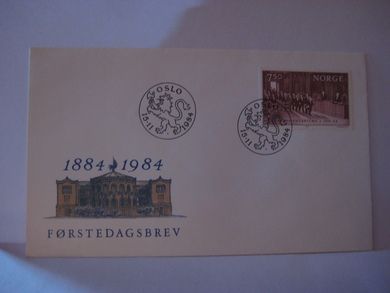 OSLO
15-11
1984
7,50 NORGE
OSLO
15-11
1984
1884 1984
FØRSTEDAGSBREV